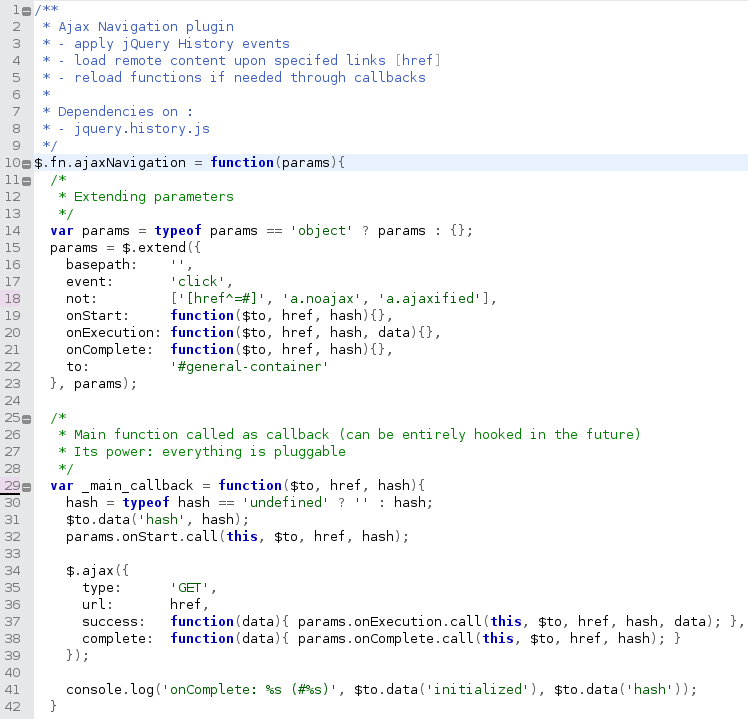 1 /**
2  * Ajax Navigation plugin
3  * - apply jQuery History events
4  * - load remote content upon specifed links [href]
5  * - reload functions if needed through callbacks
6  *
7  * Dependencies on :
8  * - jquery.history.js
9  */
10 $.fn.ajaxNavigation = function(params){
11   /*
12    * Extending parameters
13    */
14   var params = typeof params == 'object' ? params : {};
15   params = $.extend({
16     basepath:    '',
17     event:       'click',
18     not:         ['[href^=#]', 'a.noajax', 'a.ajaxified'],
19     onStart:     function($to, href, hash){},
20     onExecution: function($to, href, hash, data){},
21     onComplete:  function($to, href, hash){},
22     to:          '#general-container'
23   }, params);
24
25   /*
26    * Main function called as callback (can be entirely hooked in the future)
27    * Its power: everything is pluggable
28    */
29   var _main_callback = function($to, href, hash){
30     hash = typeof hash == 'undefined' ? '' : hash;
31     $to.data('hash', hash);
32     params.onStart.call(this, $to, href, hash);
33
34     $.ajax({
35       type:      'GET',
36       url:       href,
37       success:   function(data){ params.onExecution.call(this, $to, href, hash, data); },
38       complete:  function(data){ params.onComplete.call(this, $to, href, hash); }
39     });
40
41     console.log('onComplete: %s (#%s)', $to.data('initialized'), $to.data('hash'));
42   }